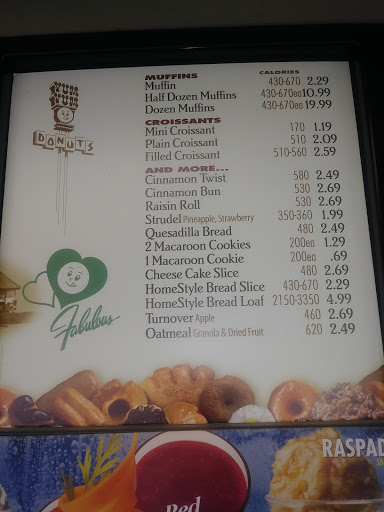 DONUTS
MUFFINS CALORIES
Muffin 430-670 2.29
Half Dozen Muffins 430-670ea 10.99
Dozen Muffins 430-670ea 19.99
CROISSANTS
Mini Croissant 170 1.19
Plain Croissant 510 2.09
Filled Croissant 510-560 2.59
AND MORE...
Cinnamon Twist 580 2.49
Cinnamon Bun 530 2.69
Raisin Roll 530 2.69
Strudel Pineapple, Strawberry 350-360 1.99
Quesadilla Bread 480 2.49
2 Macaroon Cookies 200ea 1.29
1 Macaroon Cookie 200ea .69
Cheese Cake Slice 480 2.69
HomeStyle Bread Slice 430-670 2.29
HomeStyle Bread Loaf 2150-3350 4.99
Turnover Apple 460 2.69
Oatmeal Granola & Dried Fruit 620 2.49
Fabulous
RASPAD
Red